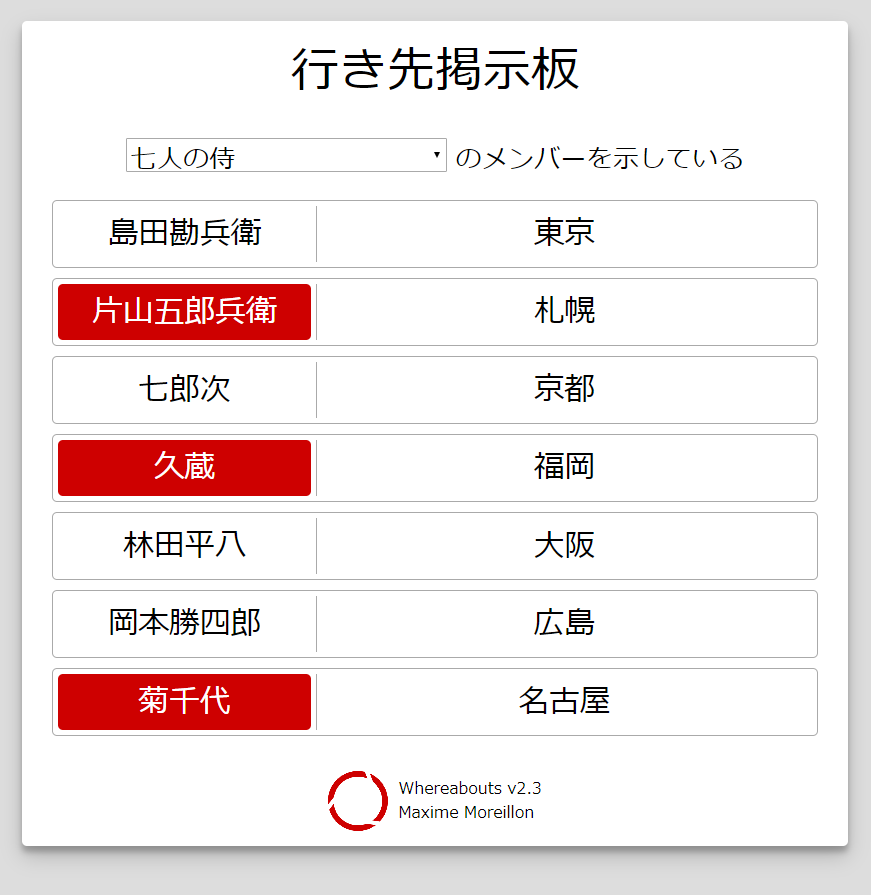 行き先掲示板
七人の侍 のメンバーを示している
島田勘兵衛 東京
片山五郎兵衛 札幌
七郎次 京都
久蔵 福岡
林田平八 大阪
岡本勝四郎 広島
菊千代 名古屋
Whereabouts v2.3
Maxime Moreillon